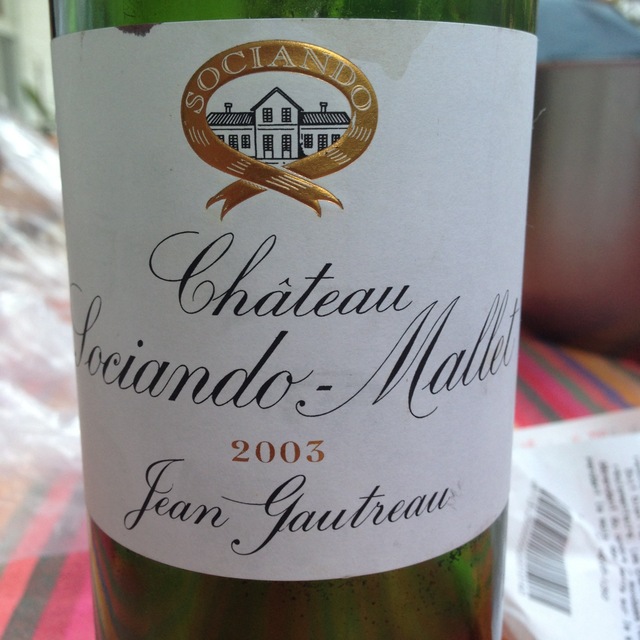 SOCIANDO
Château
Sociando-Mallet
2003
Jean Gautreau